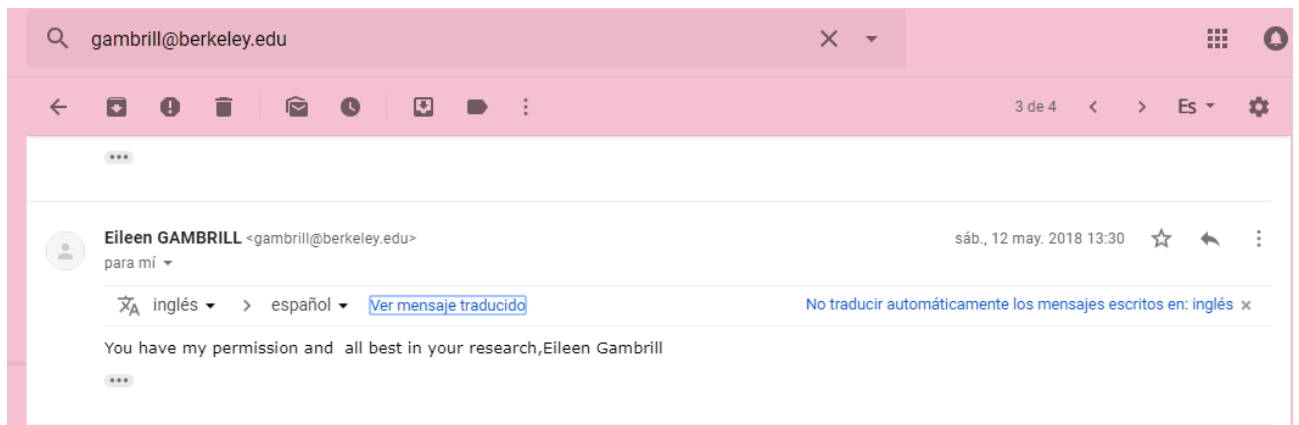 gambrill@berkeley.edu
3 de 4 Es
Eileen GAMBRILL <gambrill@berkeley.edu> sáb., 12 may. 2018 13:30
para mí
inglés > español Ver mensaje traducido No traducir automáticamente los mensajes escritos en: inglés ×
You have my permission and  all best in your research,Eileen Gambrill